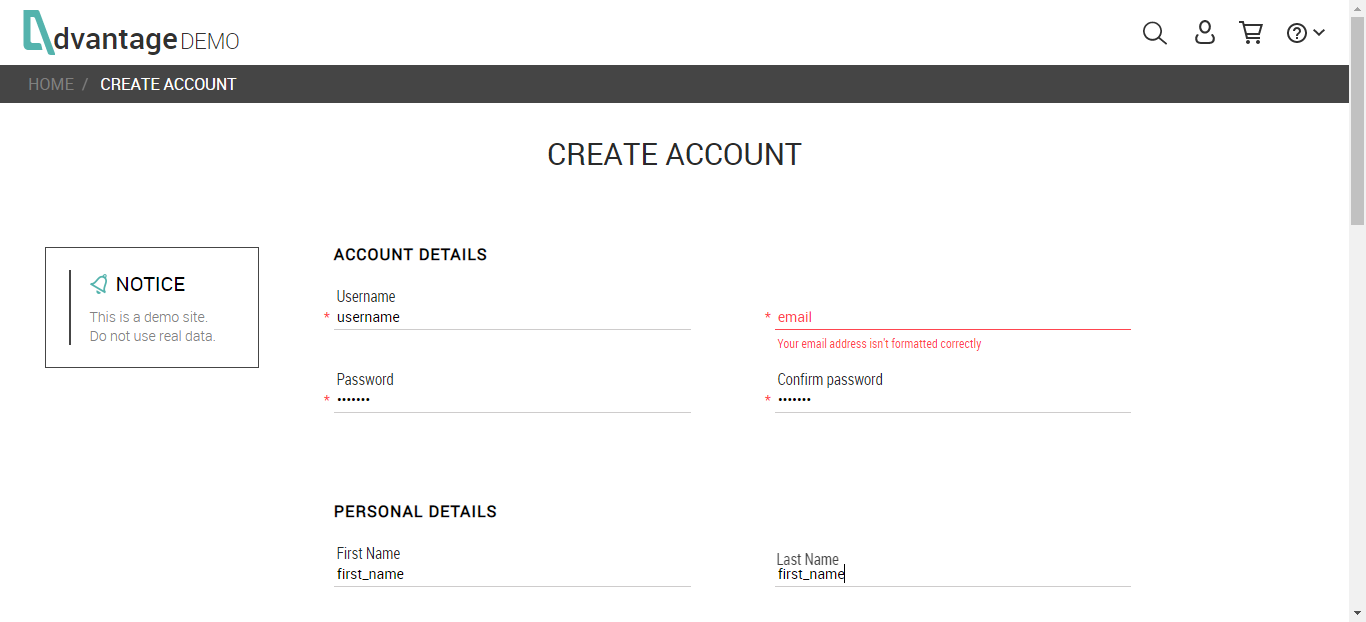 dvantage DEMO
HOME / CREATE ACCOUNT
CREATE ACCOUNT
NOTICE
This is a demo site.
Do not use real data.
ACCOUNT DETAILS
Username
* username
* email
Your email address isn't formatted correctly
Password
* •••••••
Confirm password
* •••••••
PERSONAL DETAILS
First Name
first_name
Last Name
first_name